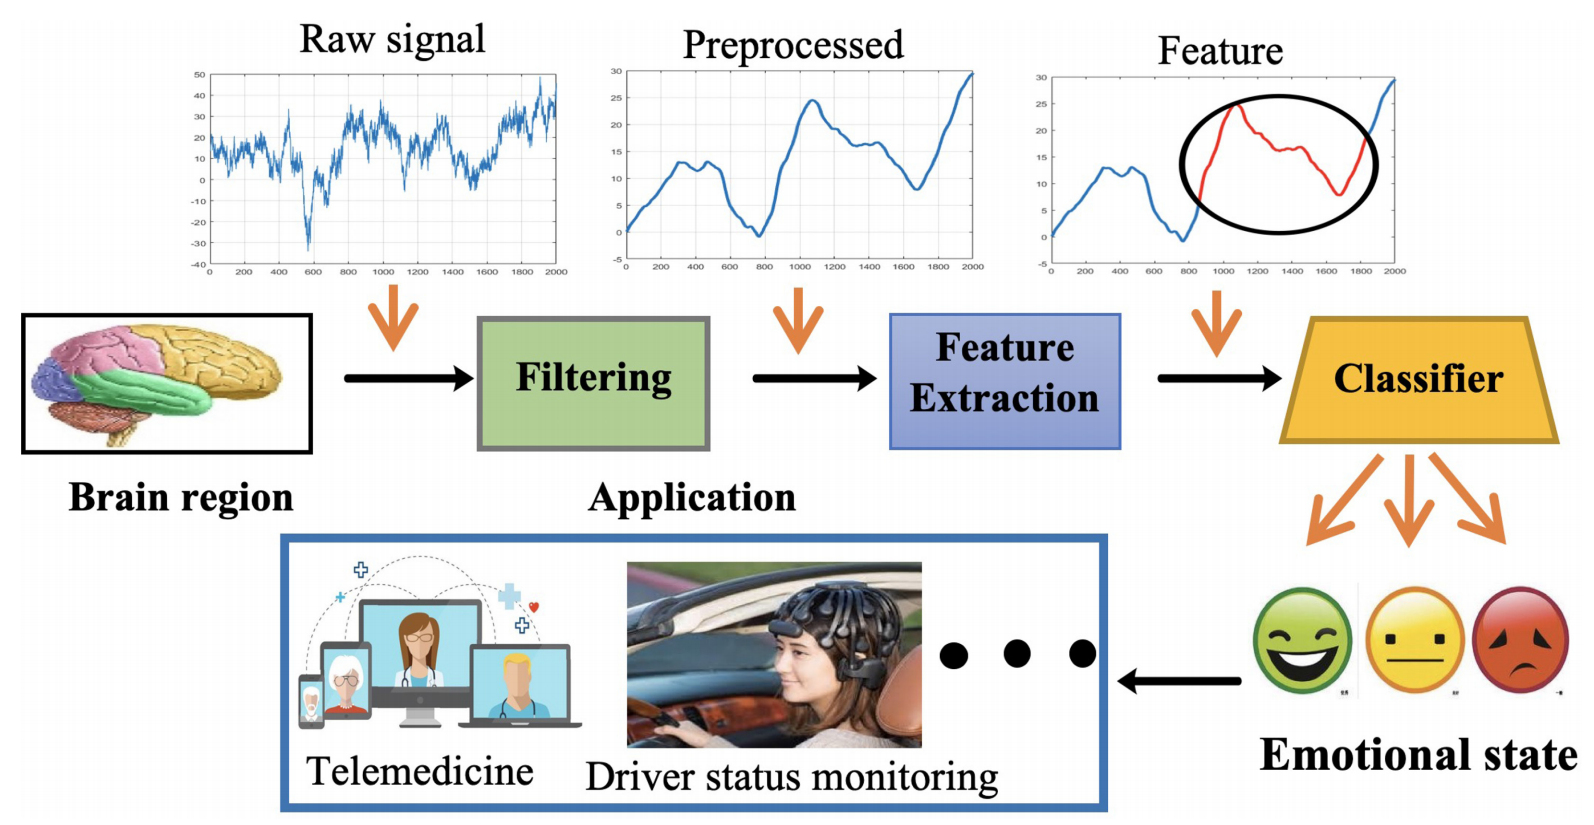 Raw signal
Preprocessed
Feature
50
40
30
20
10
0
-10
-20
-30
-40
0 200 400 600 800 1000 1200 1400 1600 1800 2000
30
25
20
15
10
5
0
-5
0 200 400 600 800 1000 1200 1400 1600 1800 2000
30
25
20
15
10
5
0
-5
0 200 400 600 800 1000 1200 1400 1600 1800 2000
Filtering
Feature
Extraction
Classifier
Brain region
Application
Telemedicine
Driver status monitoring
Emotional state